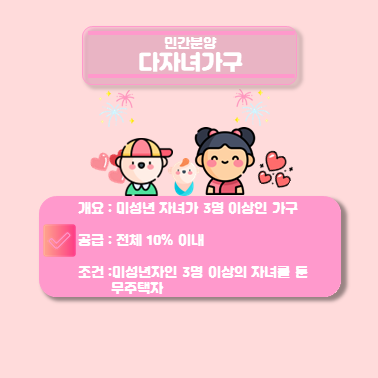 민간분양
다자녀가구
개요 : 미성년 자녀가 3명 이상인 가구
공급 : 전체 10% 이내
조건 :미성년자인 3명 이상의 자녀를 둔
무주택자